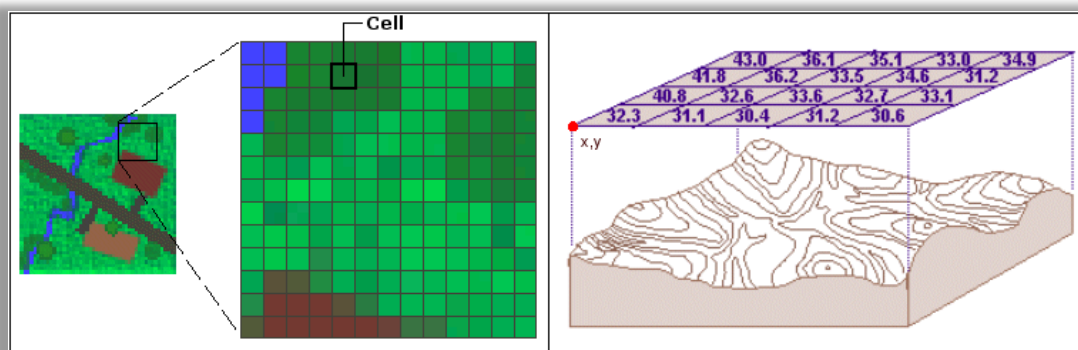 Cell
43.0 36.1 35.1 33.0 34.9
41.8 36.2 33.5 34.6 31.2
40.8 32.6 33.6 32.7 33.1
32.3 31.1 30.4 31.2 30.6
x,y